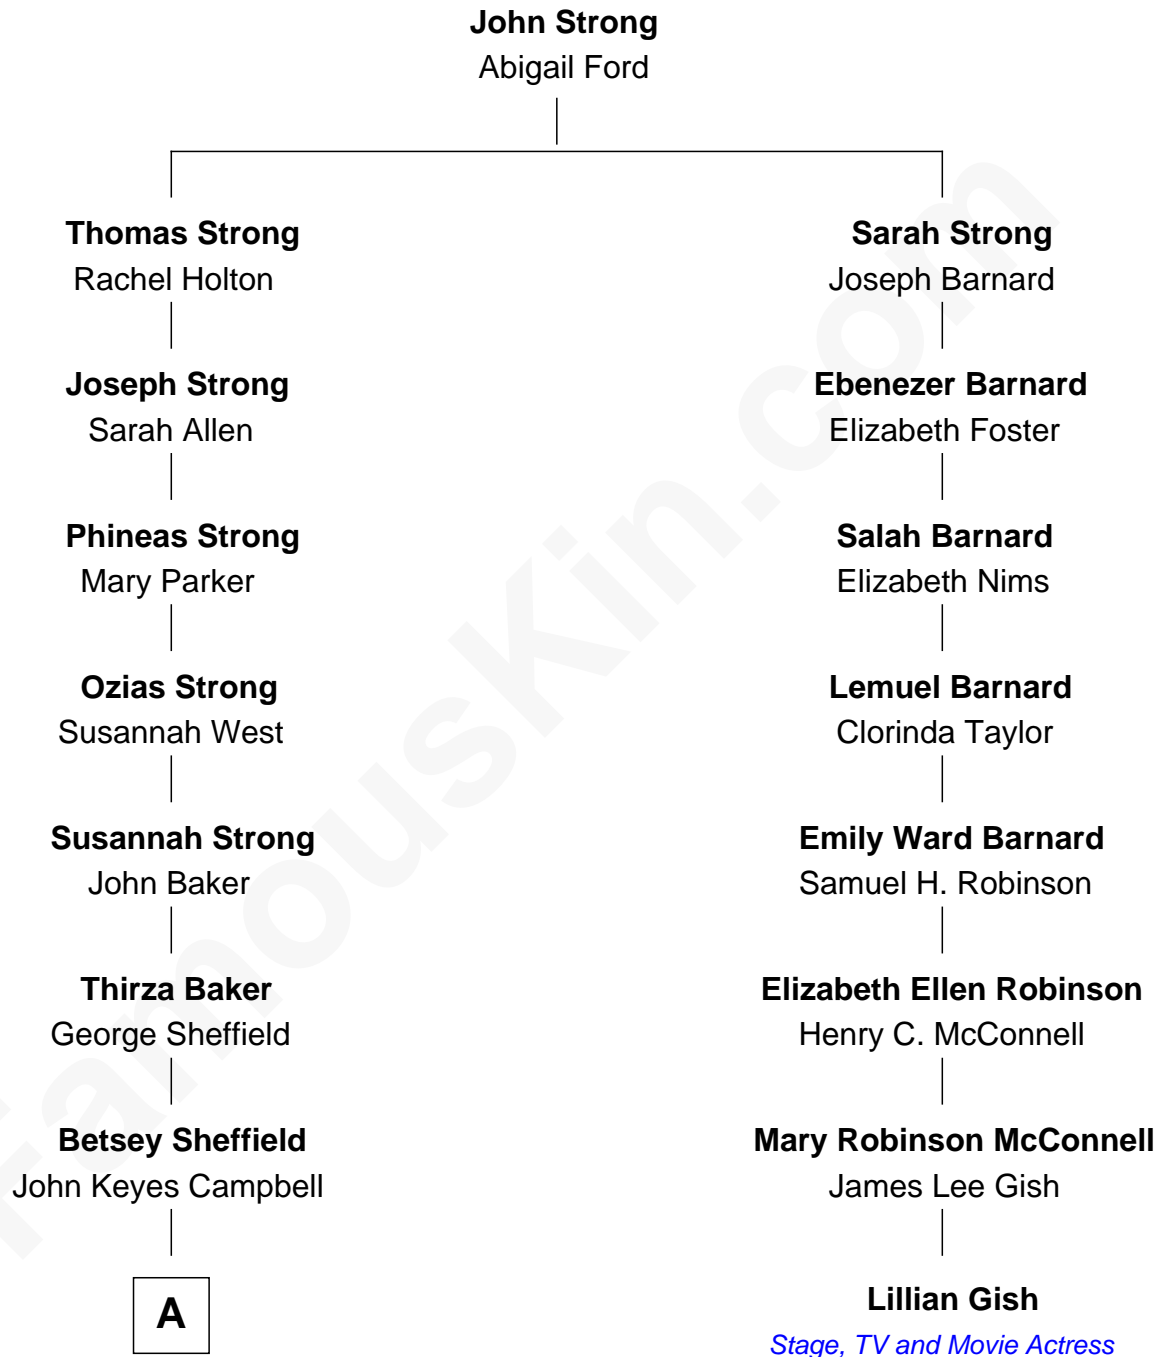 John Strong
Abigail Ford
Thomas Strong
Rachel Holton
Sarah Strong
Joseph Barnard
Joseph Strong
Sarah Allen
Ebenezer Barnard
Elizabeth Foster
Phineas Strong
Mary Parker
Salah Barnard
Elizabeth Nims
Ozias Strong
Susannah West
Lemuel Barnard
Clorinda Taylor
Susannah Strong
John Baker
Emily Ward Barnard
Samuel H. Robinson
Thirza Baker
George Sheffield
Elizabeth Ellen Robinson
Henry C. McConnell
Betsey Sheffield
John Keyes Campbell
Mary Robinson McConnell
James Lee Gish
A
Lillian Gish
Stage, TV and Movie Actress
FamousKin.com